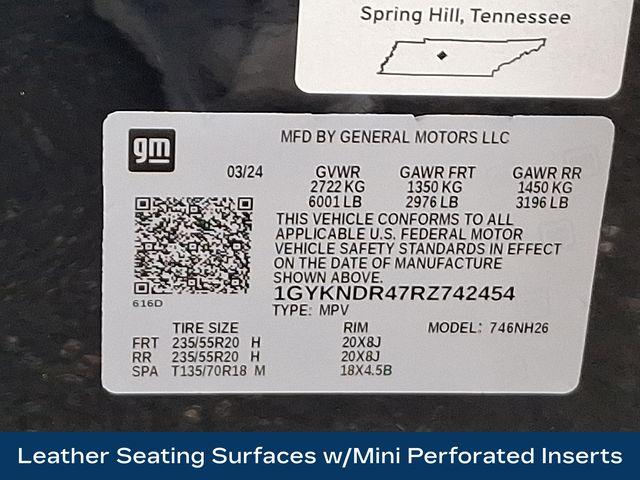 Spring Hill, Tennessee
gm
MFD BY GENERAL MOTORS LLC
03/24 GVWR GAWR FRT GAWR RR
2722 KG 1350 KG 1450 KG
6001 LB 2976 LB 3196 LB
THIS VEHICLE CONFORMS TO ALL
APPLICABLE U.S. FEDERAL MOTOR
VEHICLE SAFETY STANDARDS IN EFFECT
ON THE DATE OF MANUFACTURE
SHOWN ABOVE.
616D
1GYKNDR47RZ742454
TYPE: MPV
TIRE SIZE RIM MODEL: 746NH26
FRT 235/55R20 H 20X8J
RR 235/55R20 H 20X8J
SPA T135/70R18 M 18X4.5B
Leather Seating Surfaces w/Mini Perforated Inserts